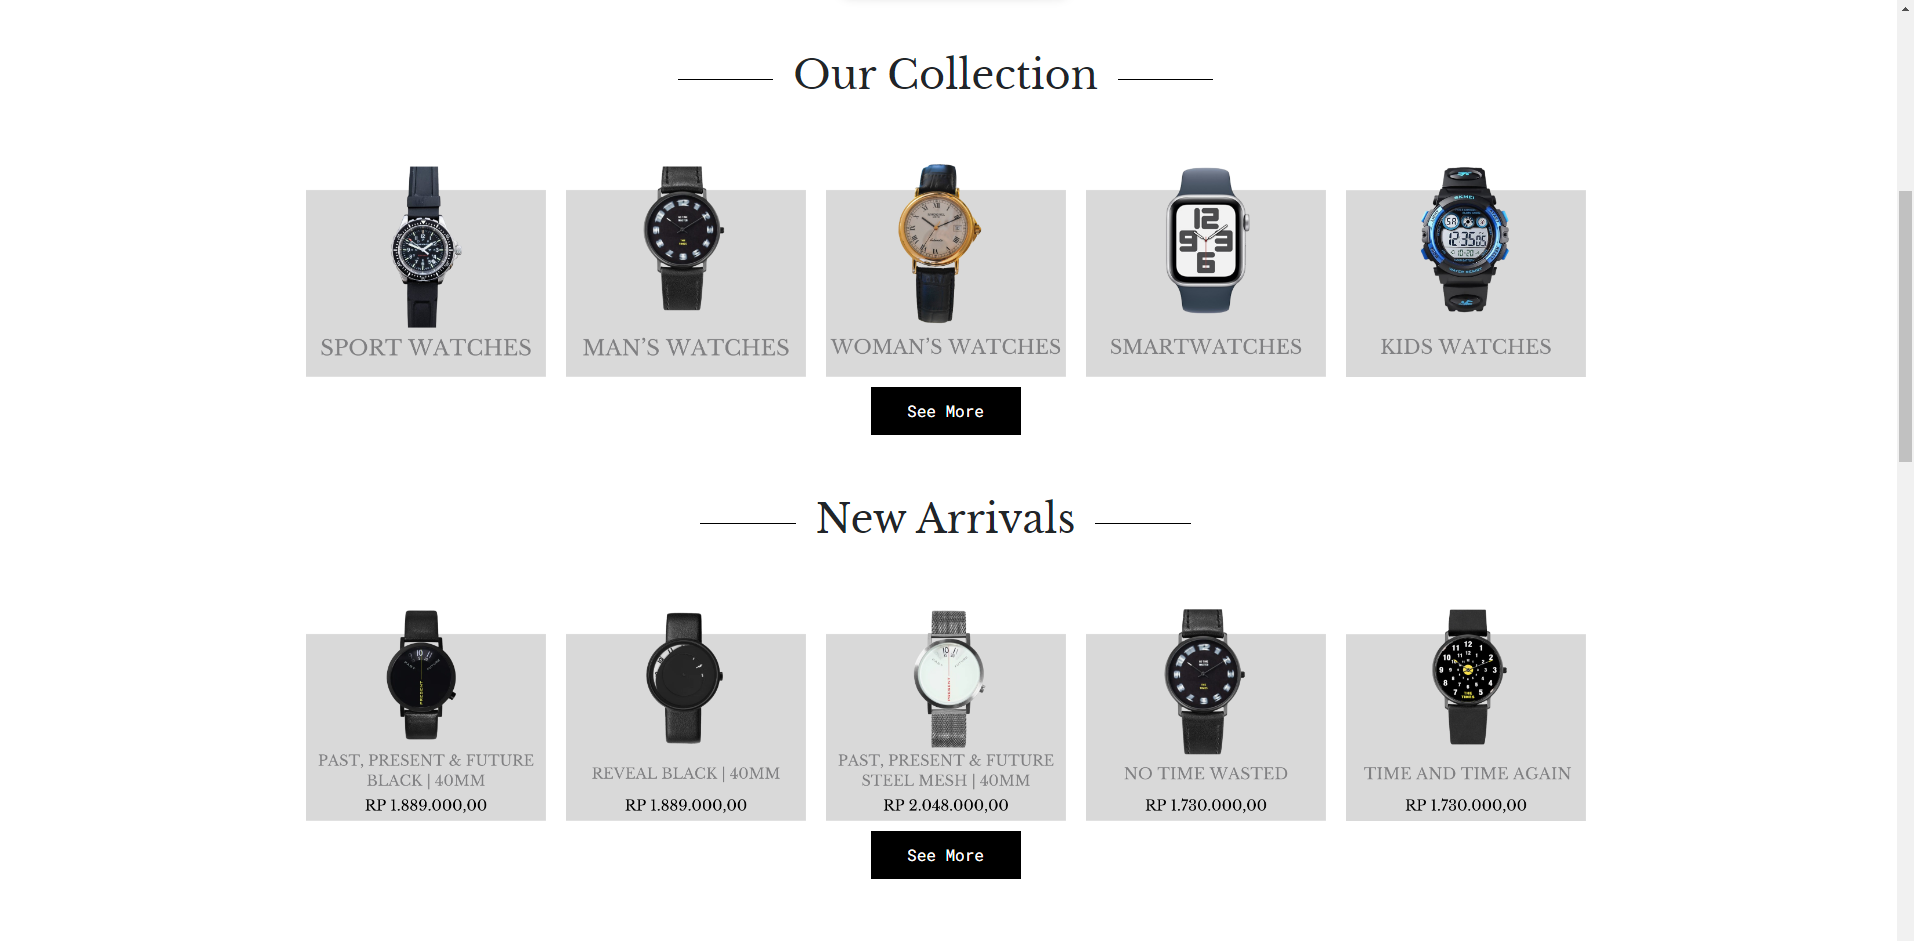 Our Collection
SPORT WATCHES
MAN’S WATCHES
WOMAN’S WATCHES
SMARTWATCHES
KIDS WATCHES
See More
New Arrivals
PAST, PRESENT & FUTURE
BLACK | 40MM
RP 1.889.000,00
REVEAL BLACK | 40MM
RP 1.889.000,00
PAST, PRESENT & FUTURE
STEEL MESH | 40MM
RP 2.048.000,00
NO TIME WASTED
RP 1.730.000,00
TIME AND TIME AGAIN
RP 1.730.000,00
See More